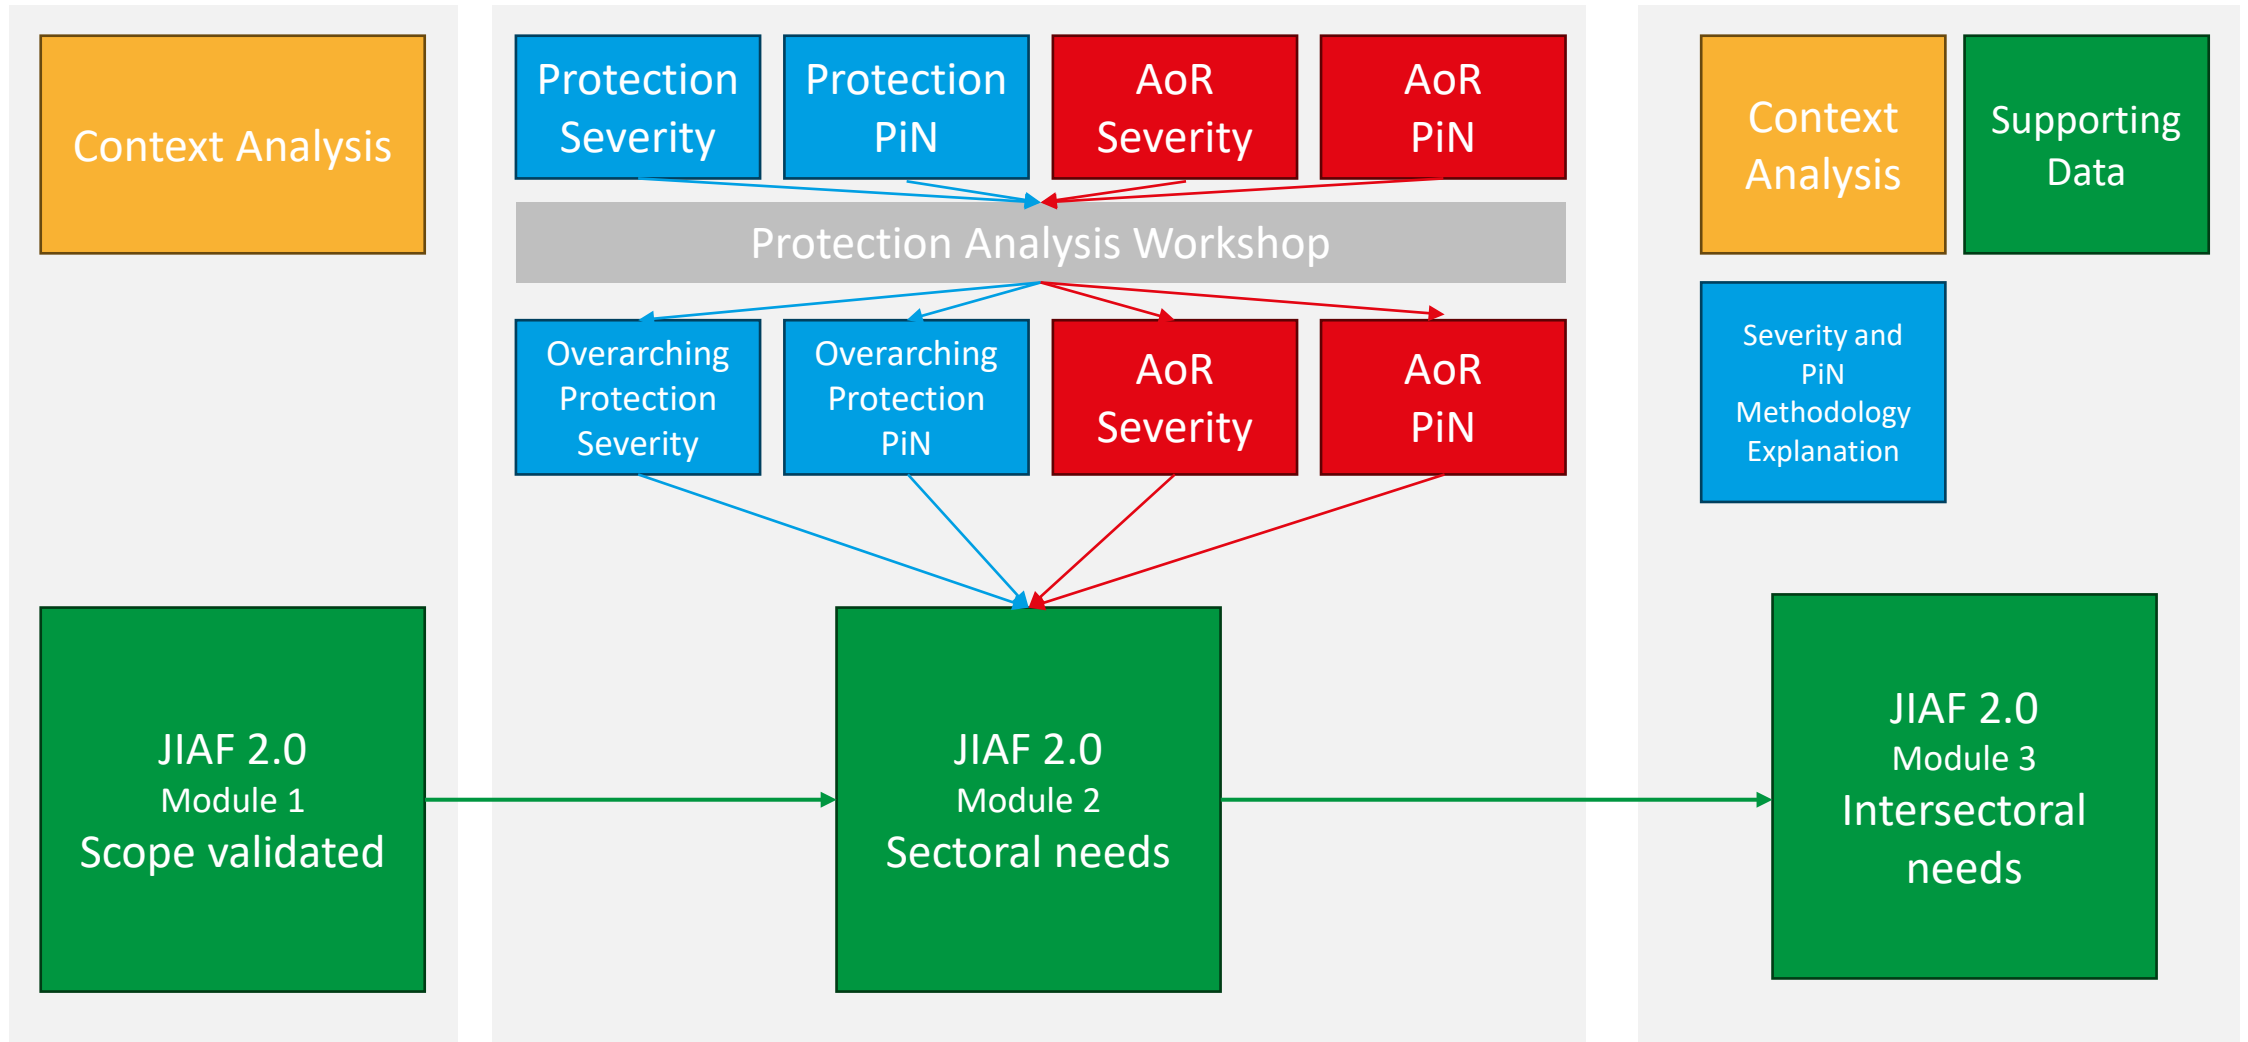 Context Analysis
Protection
Severity
Protection
PiN
AoR
Severity
AoR
PiN
Protection Analysis Workshop
Overarching
Protection
Severity
Overarching
Protection
PiN
AoR
Severity
AoR
PiN
Context
Analysis
Supporting
Data
Severity and
PiN
Methodology
Explanation
JIAF 2.0
Module 1
Scope validated
JIAF 2.0
Module 2
Sectoral needs
JIAF 2.0
Module 3
Intersectoral
needs